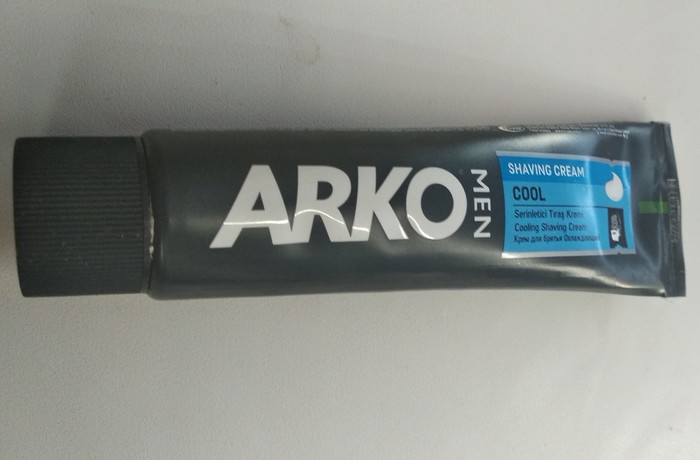 ARKO
MEN
SHAVING CREAM
COOL
Serinletici Tıraş Kremi
Cooling Shaving Cream
Крем для бритья Охлаждающий